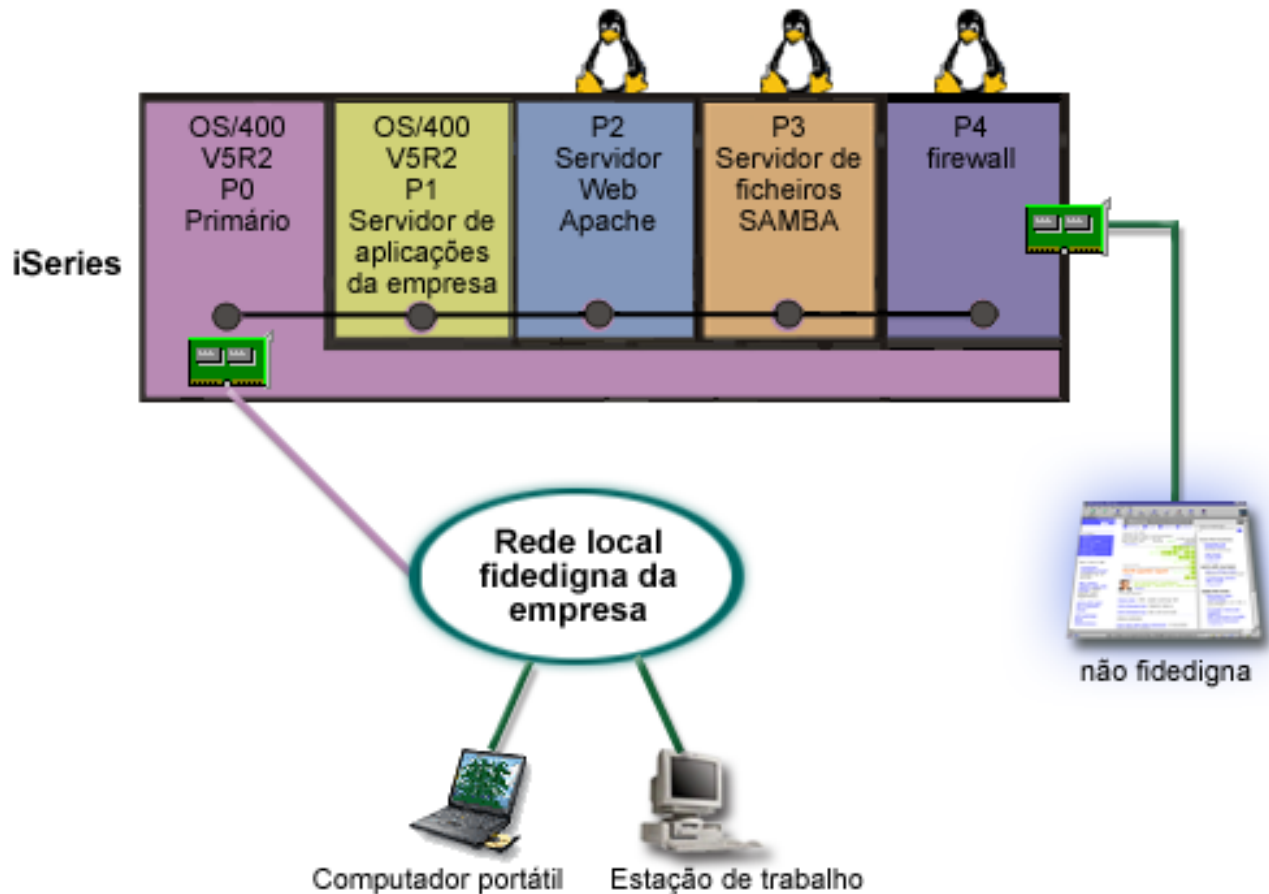 OS/400
V5R2
P0
Primário
OS/400
V5R2
P1
Servidor de
aplicações
da empresa
P2
Servidor
Web
Apache
P3
Servidor de
ficheiros
SAMBA
P4
firewall
iSeries
Rede local
fidedigna da
empresa
não fidedigna
Computador portátil
Estação de trabalho